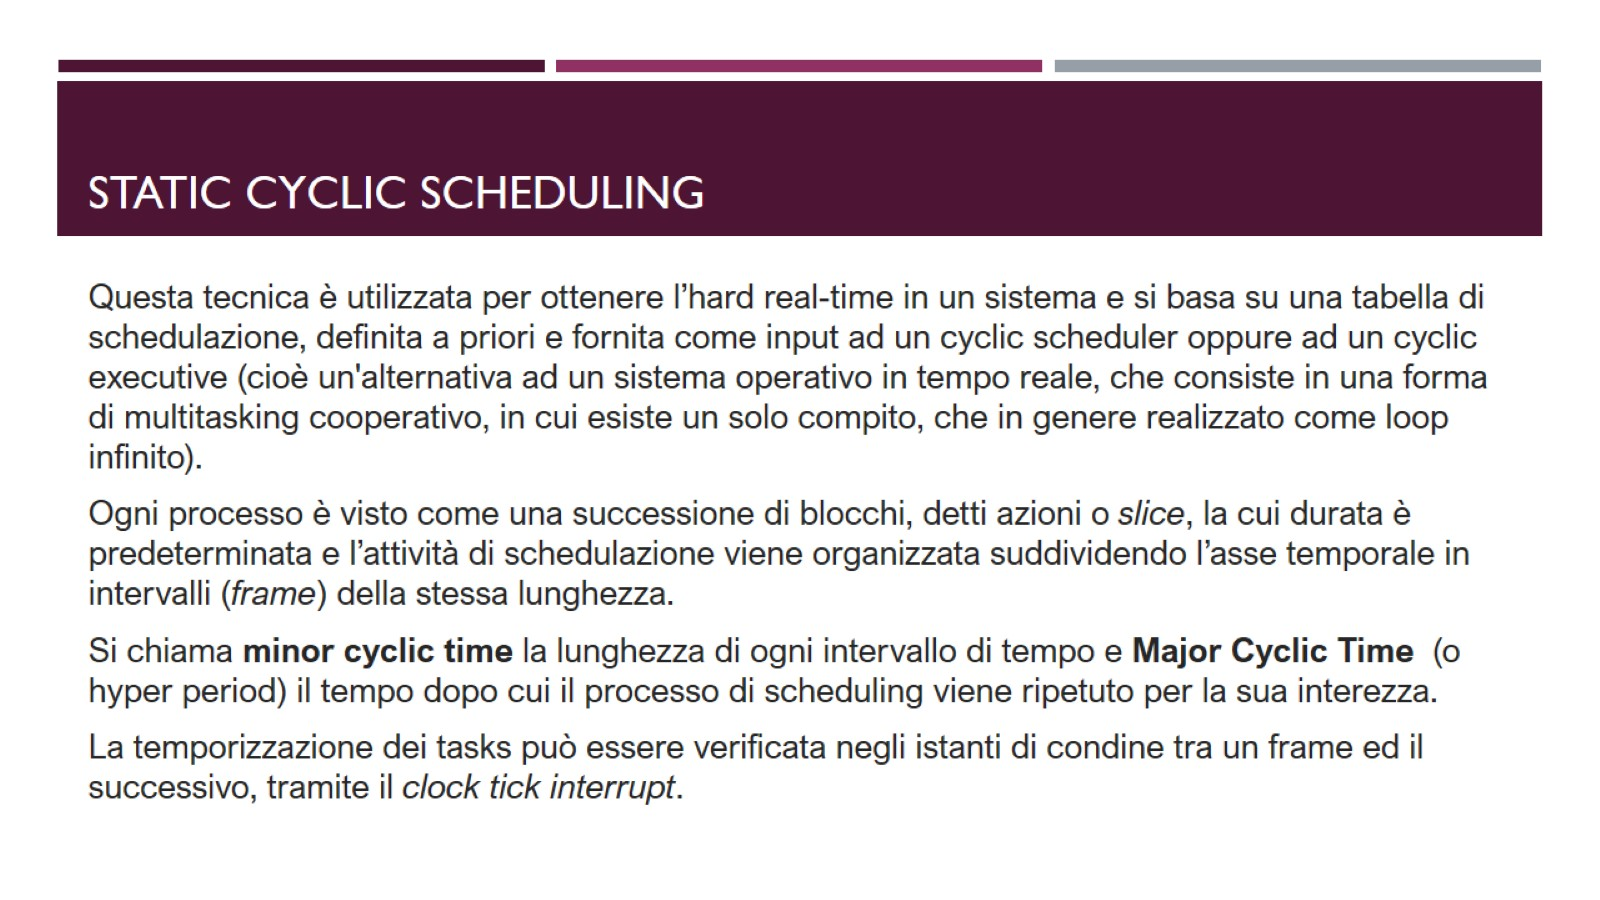 STATIC CYCLIC SCHEDULING
Questa tecnica è utilizzata per ottenere l’hard real-time in un sistema e si basa su una tabella di
schedulazione, definita a priori e fornita come input ad un cyclic scheduler oppure ad un cyclic
executive (cioè un'alternativa ad un sistema operativo in tempo reale, che consiste in una forma
di multitasking cooperativo, in cui esiste un solo compito, che in genere realizzato come loop
infinito).
Ogni processo è visto come una successione di blocchi, detti azioni o slice, la cui durata è
predeterminata e l’attività di schedulazione viene organizzata suddividendo l’asse temporale in
intervalli (frame) della stessa lunghezza.
Si chiama minor cyclic time la lunghezza di ogni intervallo di tempo e Major Cyclic Time (o
hyper period) il tempo dopo cui il processo di scheduling viene ripetuto per la sua interezza.
La temporizzazione dei tasks può essere verificata negli istanti di condine tra un frame ed il
successivo, tramite il clock tick interrupt.